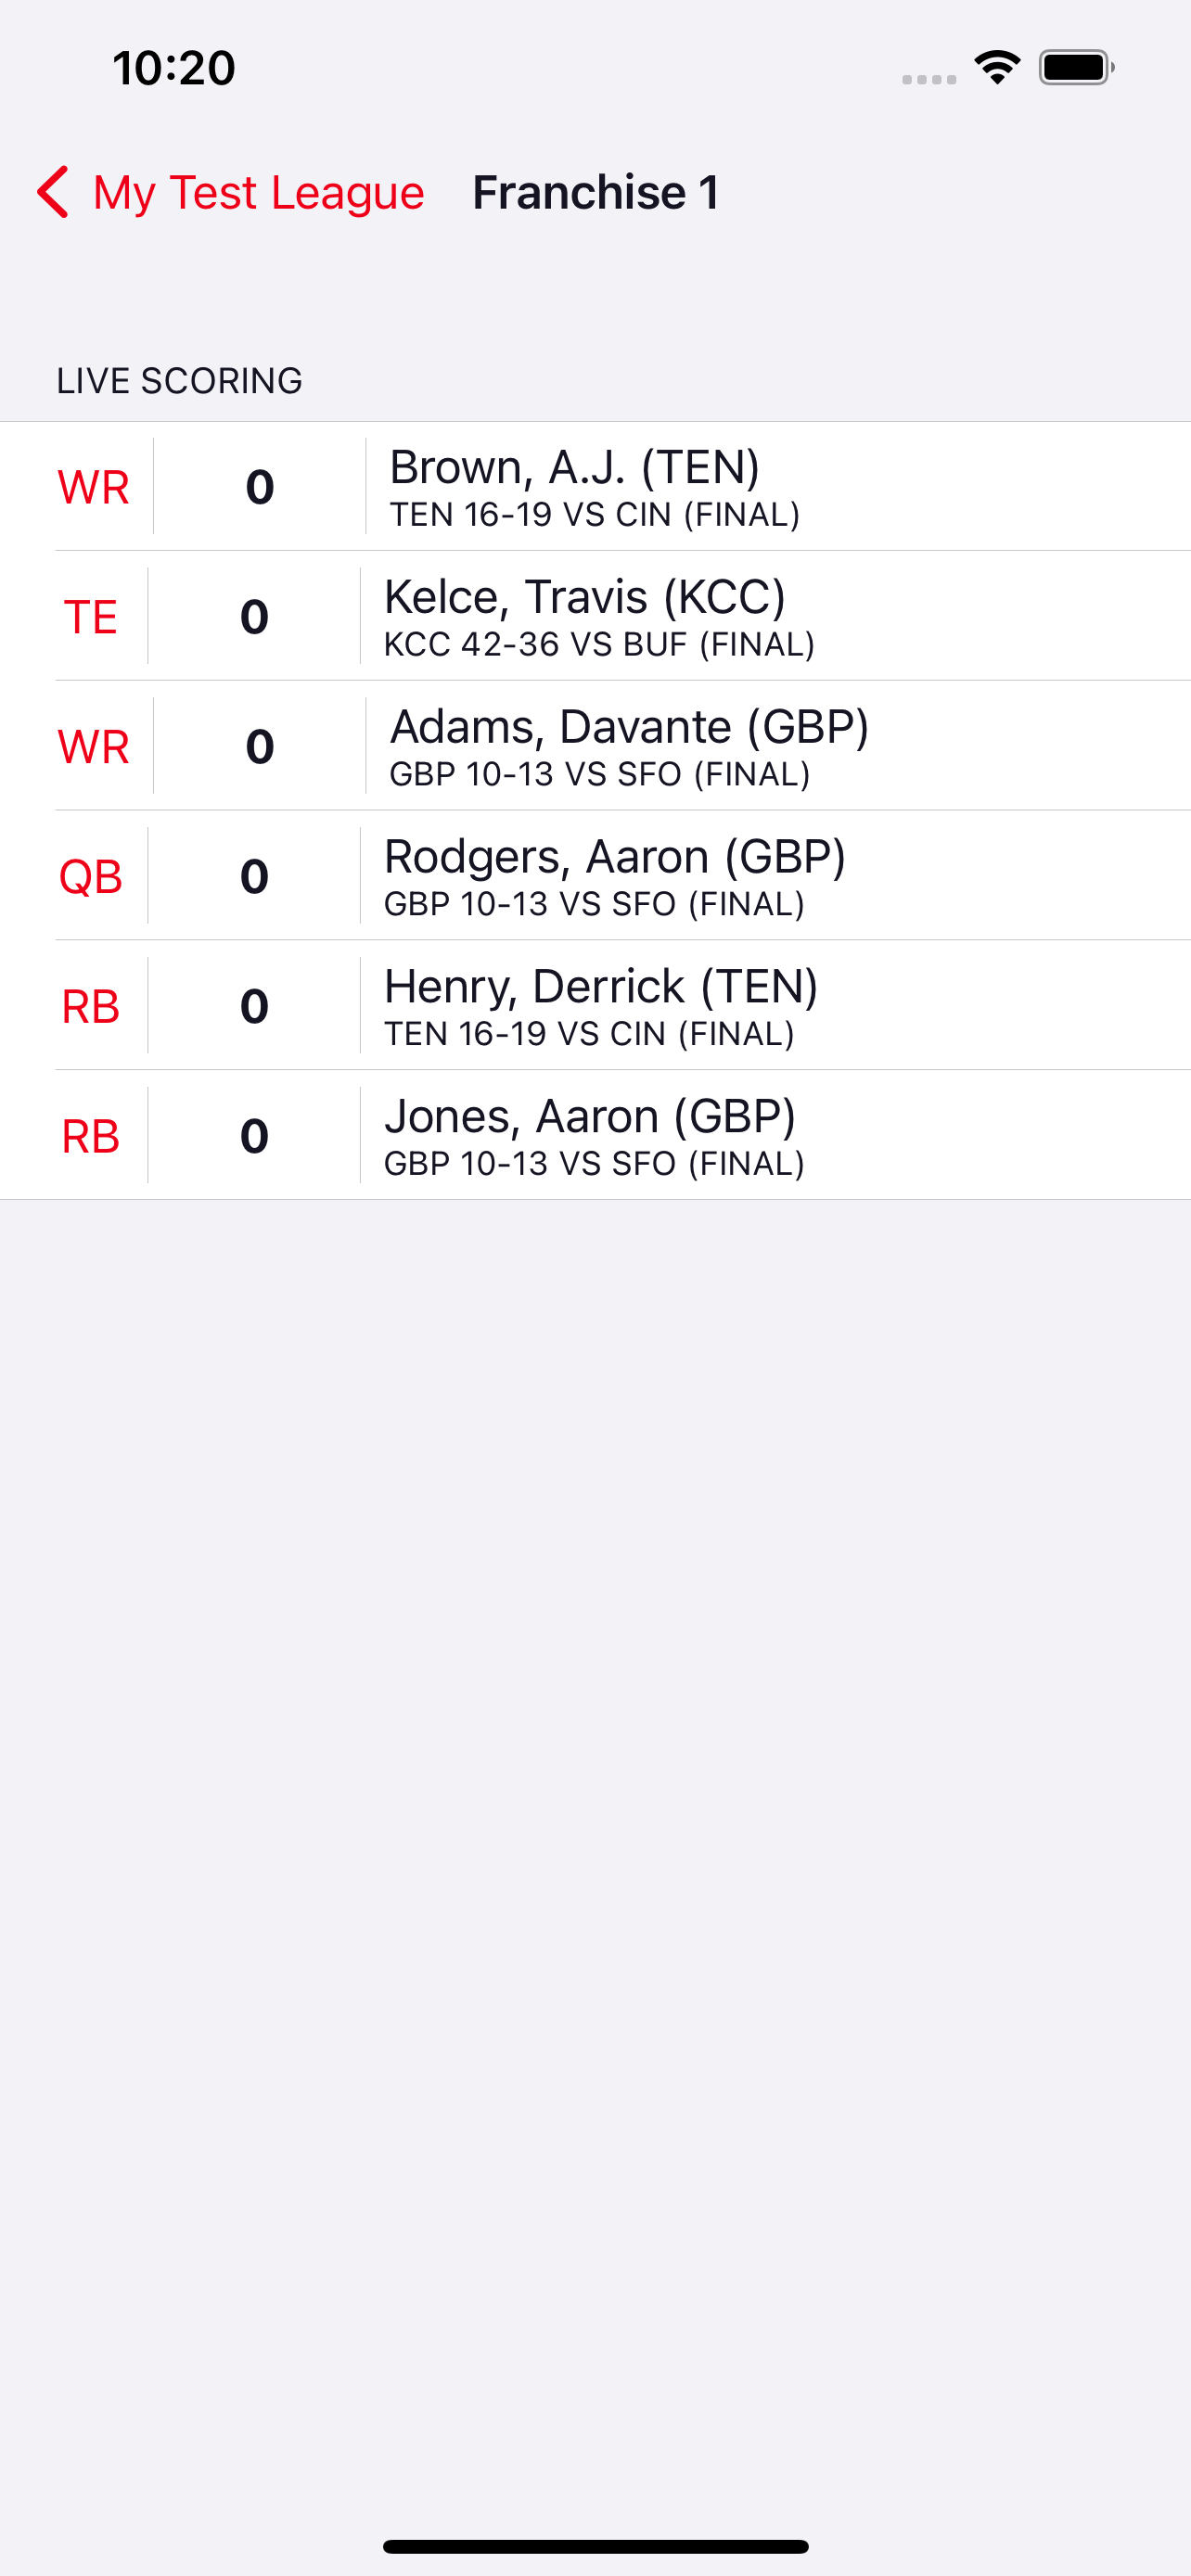 10:20
My Test League Franchise 1
LIVE SCORING
WR 0 Brown, A.J. (TEN)
TEN 16-19 VS CIN (FINAL)
TE 0 Kelce, Travis (KCC)
KCC 42-36 VS BUF (FINAL)
WR 0 Adams, Davante (GBP)
GBP 10-13 VS SFO (FINAL)
QB 0 Rodgers, Aaron (GBP)
GBP 10-13 VS SFO (FINAL)
RB 0 Henry, Derrick (TEN)
TEN 16-19 VS CIN (FINAL)
RB 0 Jones, Aaron (GBP)
GBP 10-13 VS SFO (FINAL)